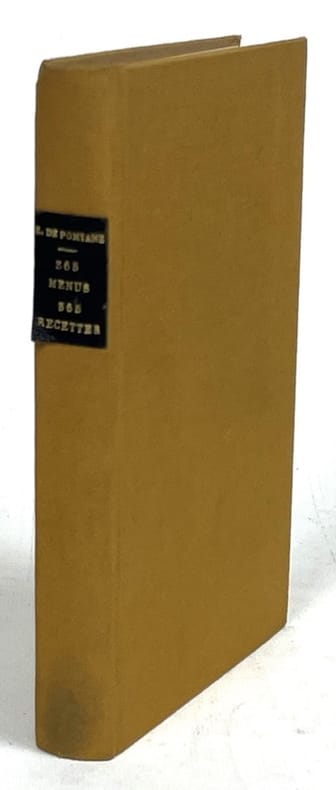 E. DE POMIANE
365
MENUS
365
RECETTES